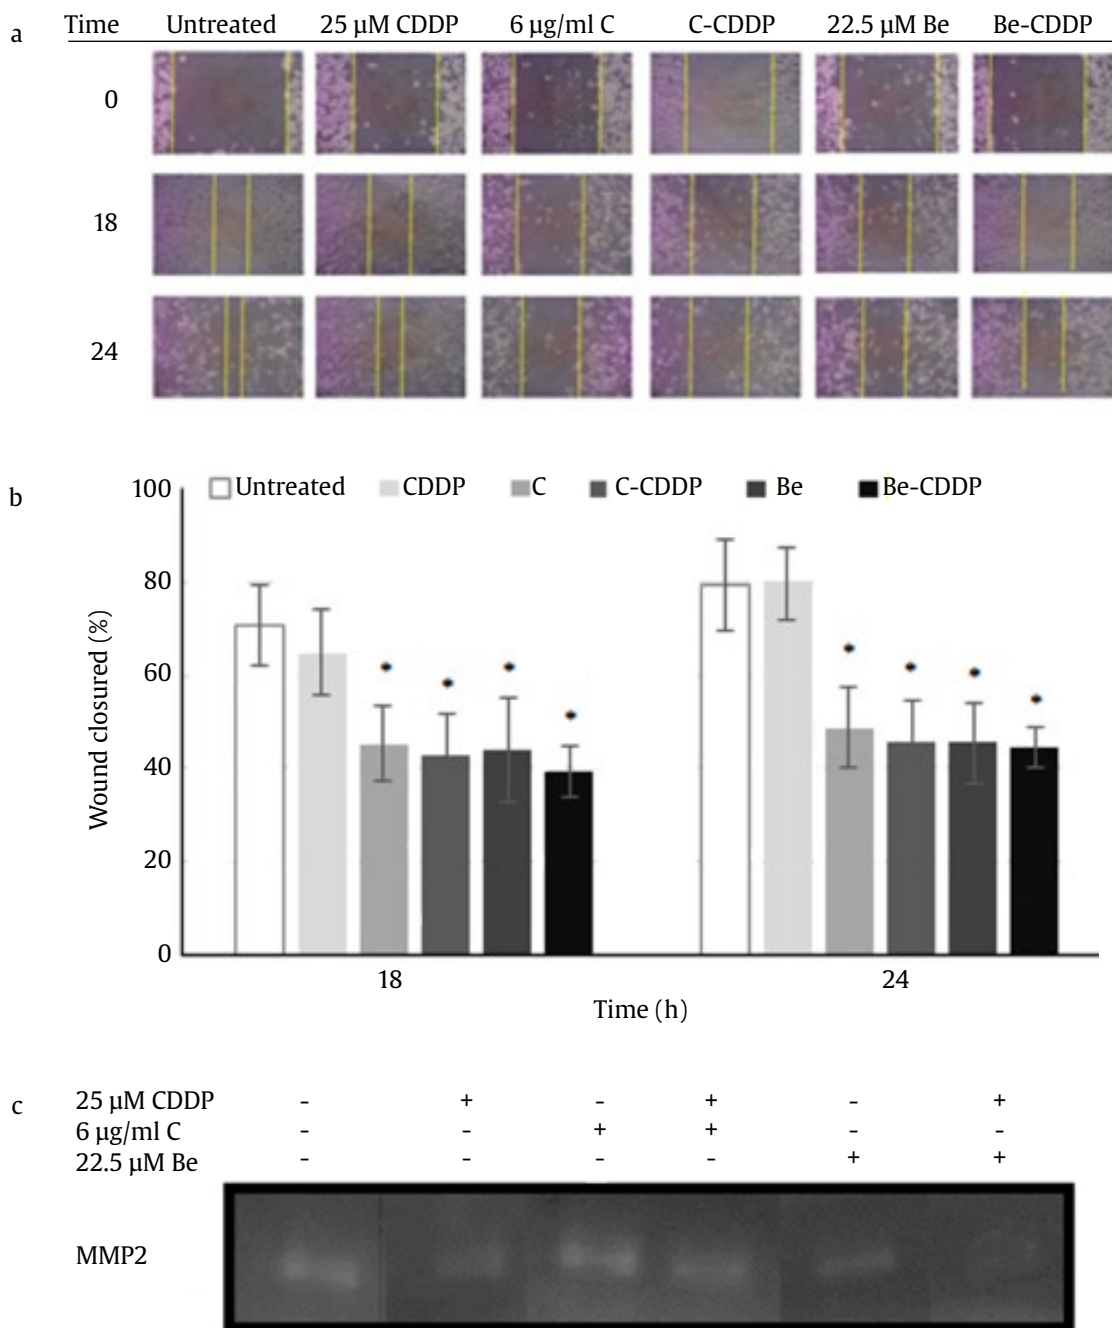 a
Time Untreated 25 µM CDDP 6 µg/ml C C-CDDP 22.5 µM Be Be-CDDP
0
18
24
b
Untreated CDDP C C-CDDP Be Be-CDDP
100
80
60
40
20
0
Wound closured (%)
18 24
Time (h)
c
25 µM CDDP - + - + - +
6 µg/ml C - - + + - -
22.5 µM Be - - - - + +
MMP2